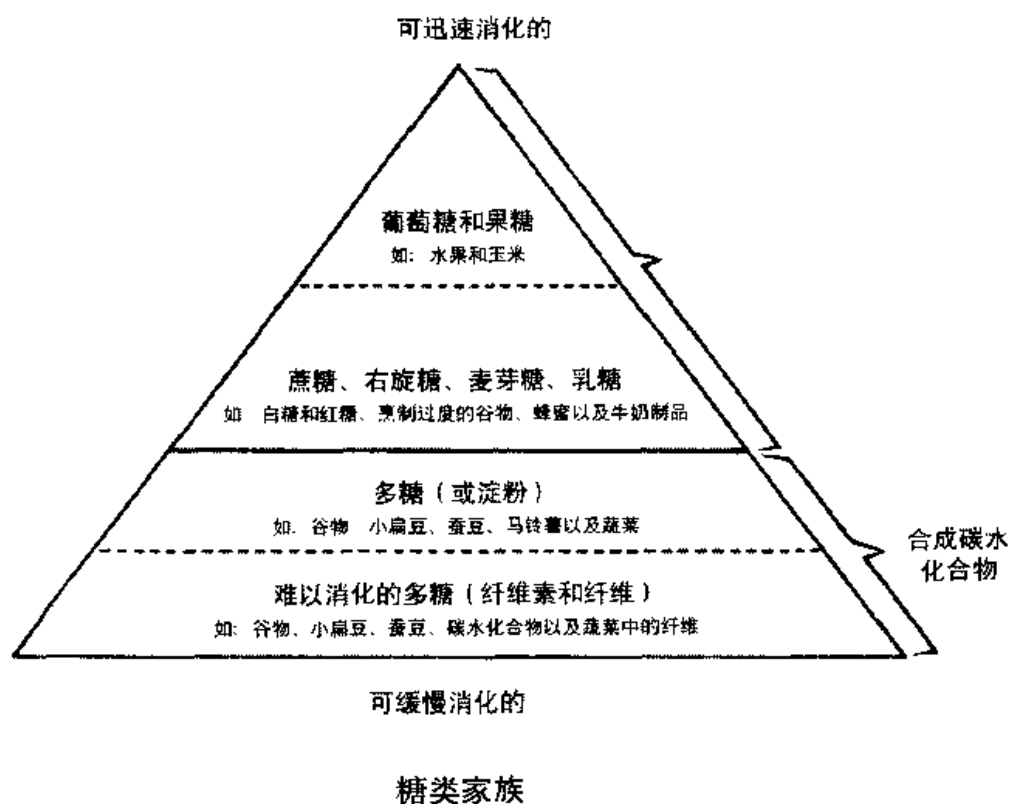 可迅速消化的
葡萄糖和果糖
如: 水果和玉米
蔗糖、右旋糖、麦芽糖、乳糖
如 白糖和红糖、烹制过度的谷物、蜂蜜以及牛奶制品
多糖（或淀粉）
如. 谷物 小扁豆、蚕豆、马铃薯以及蔬菜
合成碳水
化合物
难以消化的多糖（纤维素和纤维）
如: 谷物、小扁豆、蚕豆、碳水化合物以及蔬菜中的纤维
可缓慢消化的
糖类家族